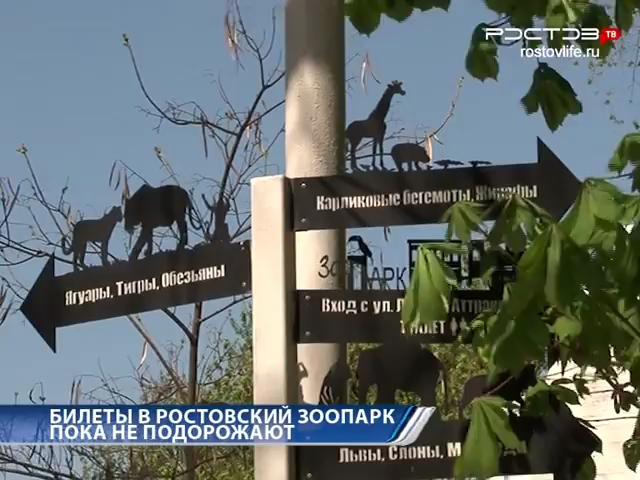 РОСТОВ ТВ
rostovlife.ru
Карликовые бегемоты, Жирафы
Ягуары, Тигры, Обезьяны
ЗООПАРК
Вход с ул.
ТУАЛЕТ
БИЛЕТЫ В РОСТОВСКИЙ ЗООПАРК
ПОКА НЕ ПОДОРОЖАЮТ
Львы, Слоны,